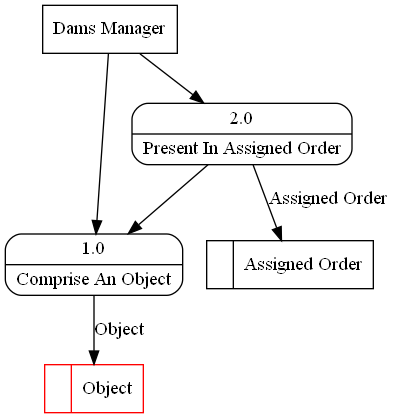 Dams Manager
2.0
Present In Assigned Order
Assigned Order
1.0
Comprise An Object
Assigned Order
Object
Object